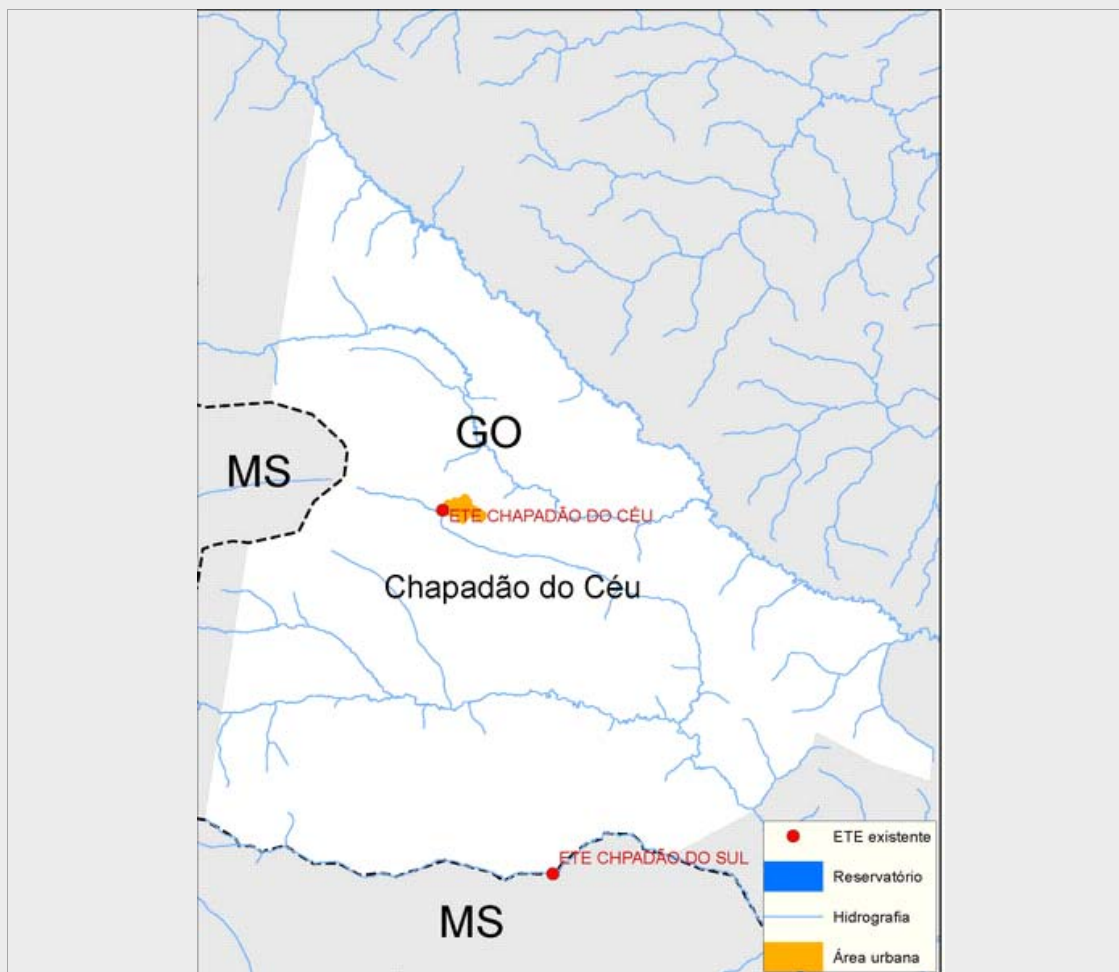 GO
MS
ETE CHAPADÃO DO CÉU
Chapadão do Céu
ETE CHPADÃO DO SUL
MS
ETE existente
Reservatório
Hidrografia
Área urbana